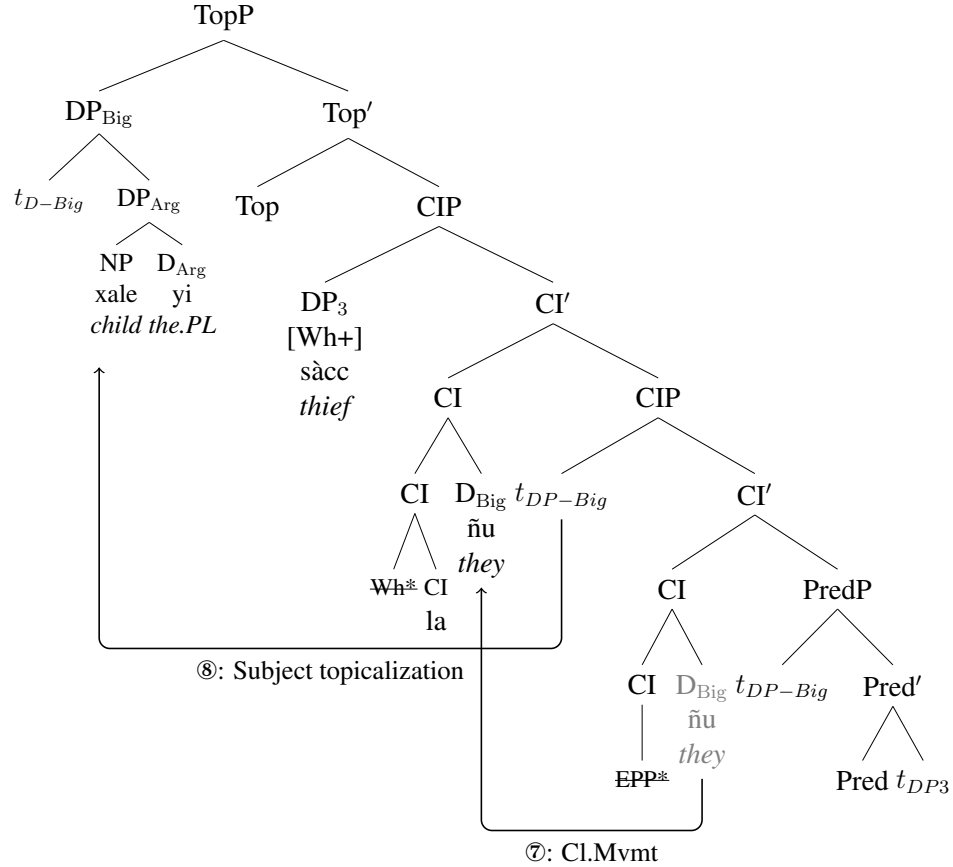 TopP
DP_Big Top′
t_D−Big DP_Arg Top CIP
NP D_Arg DP_3 CI′
xale yi [Wh+]
child the.PL sàcc
thief CI CIP
CI D_Big t_DP−Big CI′
ñu
they
Wh* CI CI PredP
la
⑧: Subject topicalization
CI D_Big t_DP−Big Pred′
ñu
they
EPP* Pred t_DP3
⑦: Cl.Mvmt